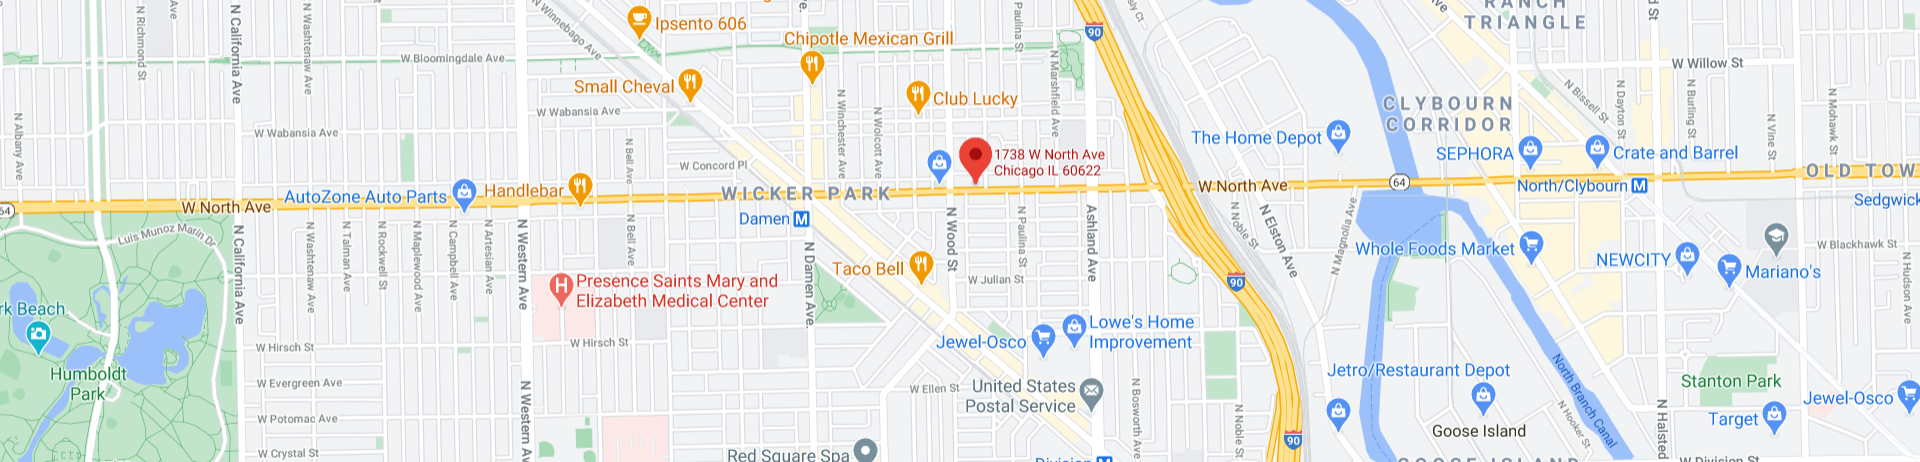 RANCH
TRIANGLE
Ipsento 606
Chipotle Mexican Grill
90
N Richmond St
N California Ave
N Washtenaw Ave
N Winnebago Ave
N Paulina St
W Bloomingdale Ave
N Marshfield Ave
W Willow St
Small Cheval
Club Lucky
N Winchester Ave
N Wolcott Ave
CLYBOURN
CORRIDOR
N Bissell St
N Dayton St
N Burling St
N Mohawk St
N Vine St
W Wabansia Ave
W Wabansia Ave
N Albany Ave
N Bell Ave
W Concord Pl
The Home Depot
SEPHORA
Crate and Barrel
1738 W North Ave
Chicago IL 60622
AutoZone Auto Parts
Handlebar
WICKER PARK
W North Ave
64
North/Clybourn M
OLD TOW
Sedgwick
64
W North Ave
Damen M
Luis Munoz Marin Dr
N California Ave
N Washtenaw Ave
N Talman Ave
N Rockwell St
N Maplewood Ave
N Campbell Ave
N Artesian Ave
N Western Ave
N Bell Ave
N Damen Ave.
N Wood St
N Paulina St
Ashland Ave
N Noble St
N Elston Ave
N Magnolia Ave
Whole Foods Market
NEWCITY
Mariano's
W Blackhawk St
N Hudson Ave
Taco Bell
W Julian St
90
H
Presence Saints Mary and
Elizabeth Medical Center
rk Beach
Humboldt
Park
W Hirsch St
W Hirsch St
Jewel-Osco
Lowe's Home
Improvement
North Branch Canal
Jetro/Restaurant Depot
Stanton Park
W Evergreen Ave
W Ellen St
United States
Postal Service
N Bosworth Ave
N Noble St
Goose Island
N Hooker St
N Halsted
Target
Jewel-Osco
W Potomac Ave
N Western Av
W Crystal St
Red Square Spa
Division M
90
GOOSE ISLAND
W Division St